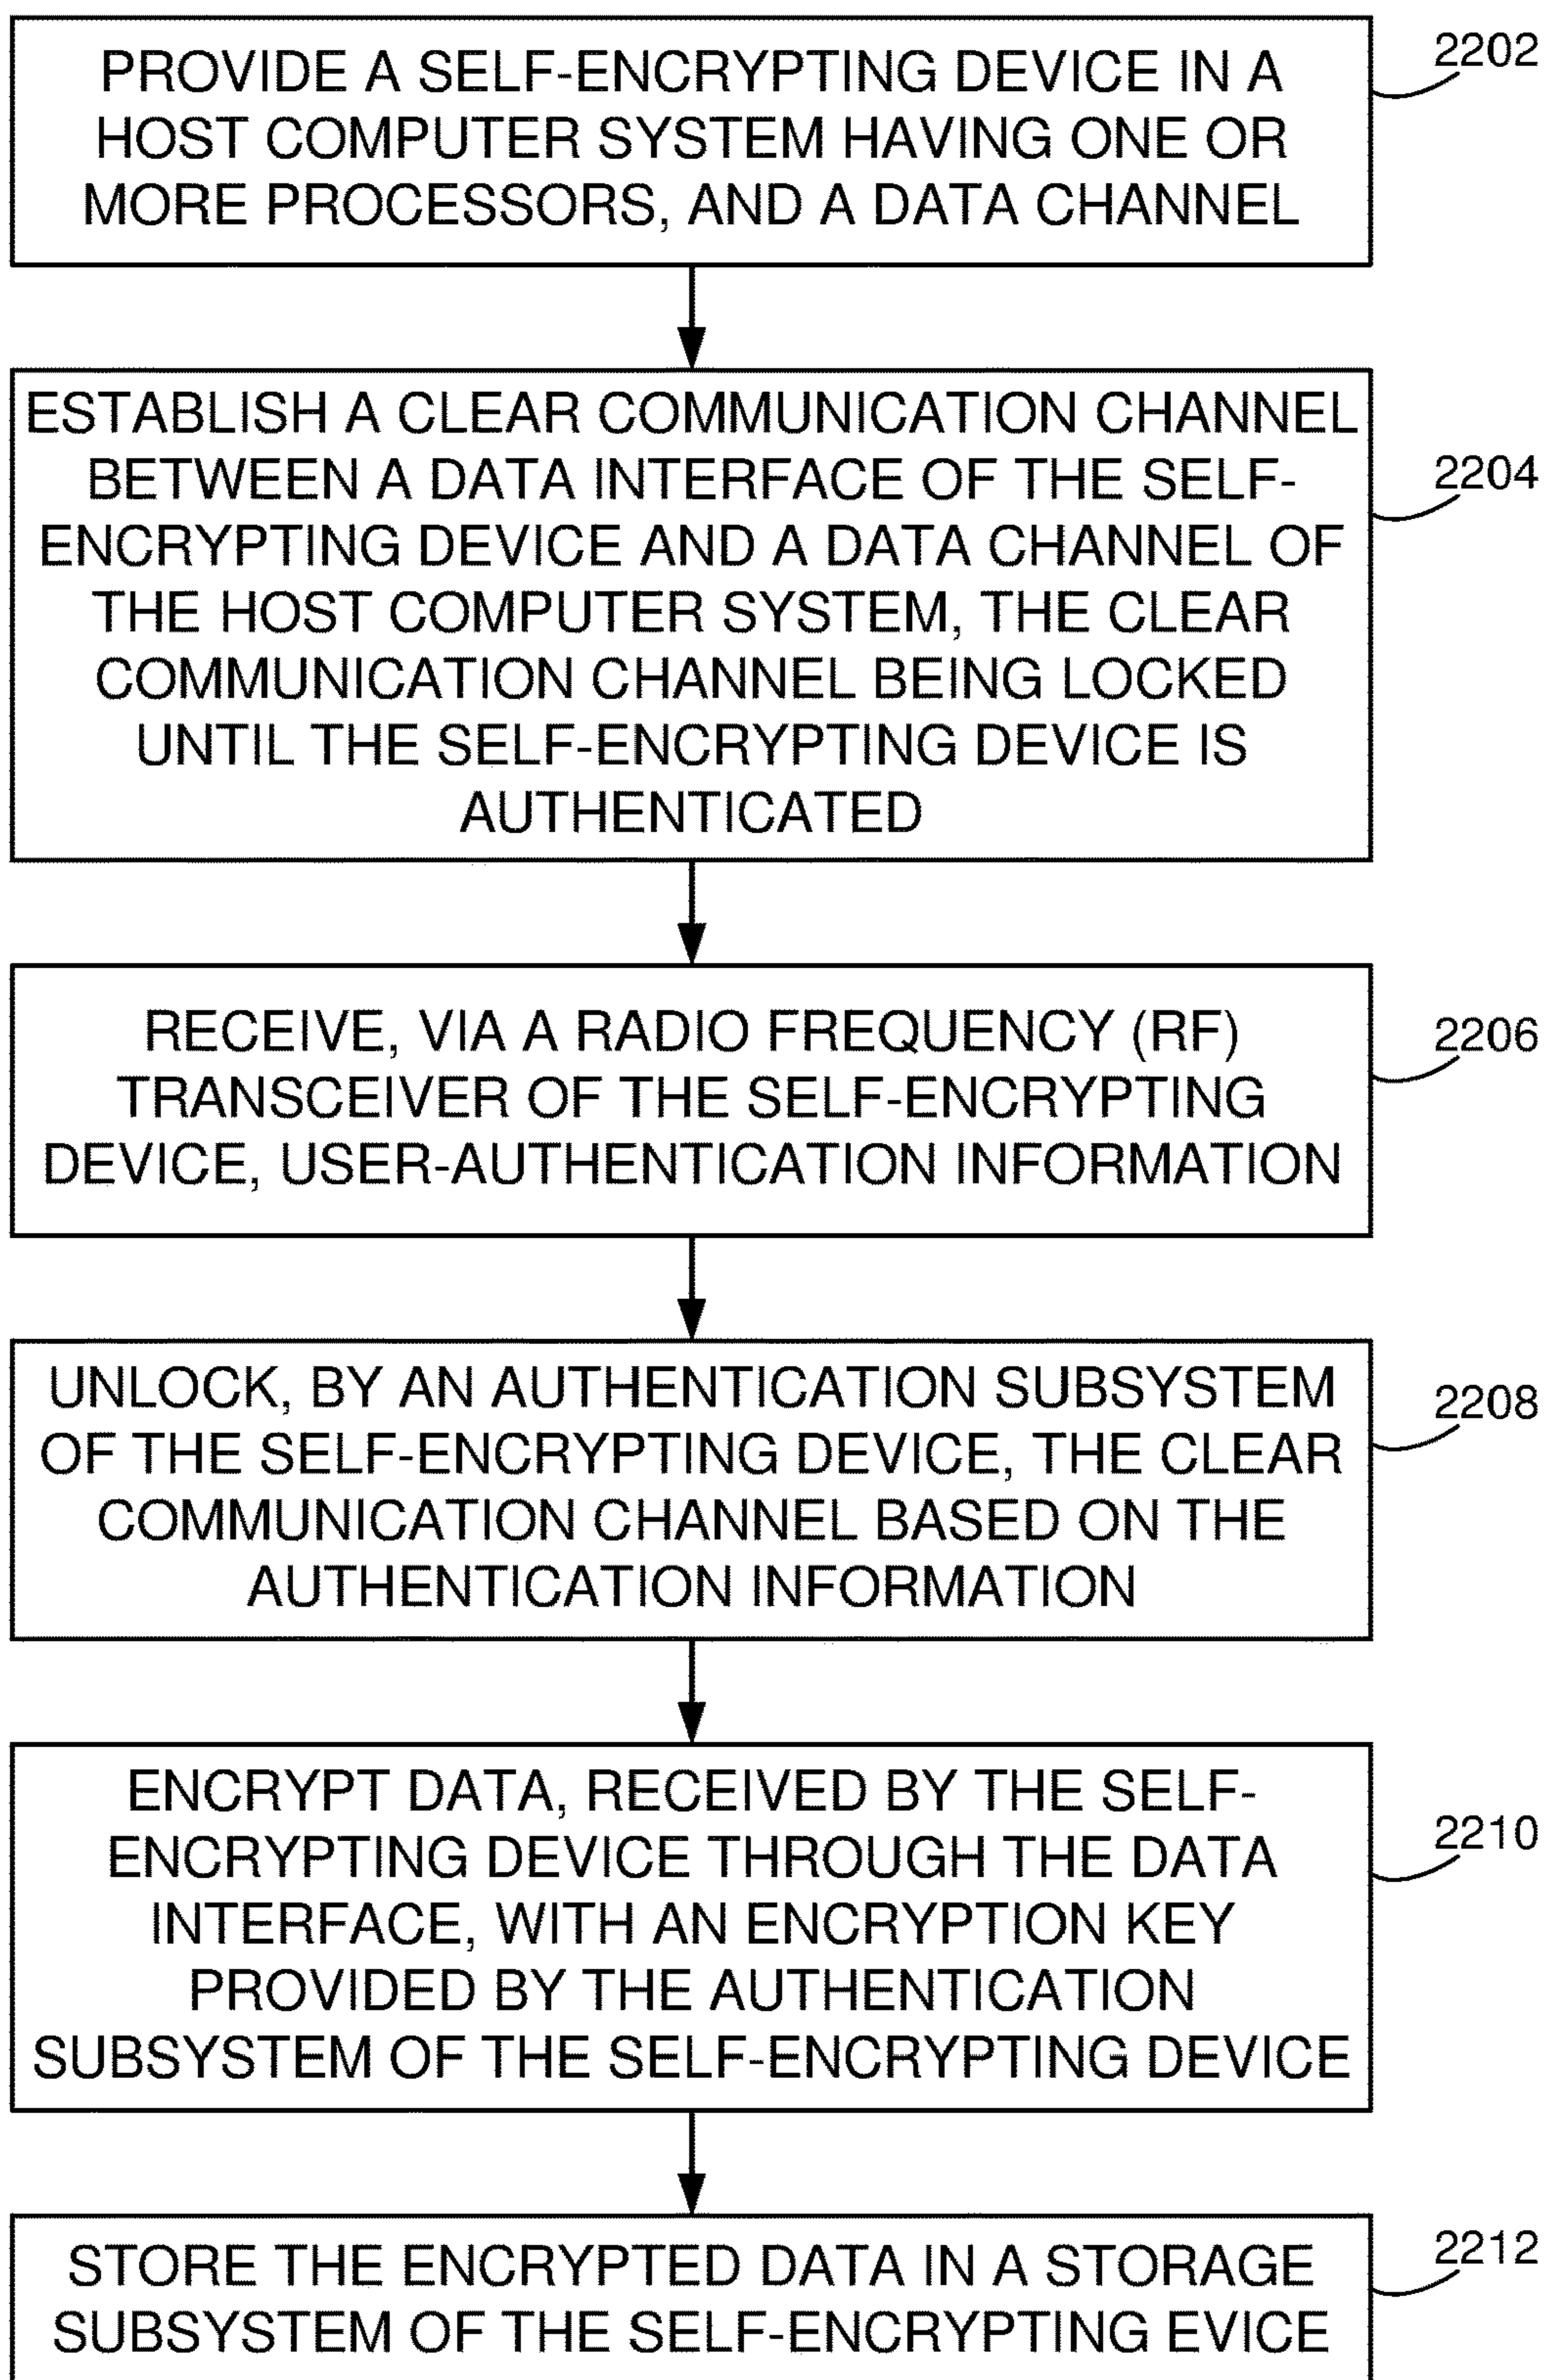 PROVIDE A SELF-ENCRYPTING DEVICE IN A
HOST COMPUTER SYSTEM HAVING ONE OR
MORE PROCESSORS, AND A DATA CHANNEL
2202
ESTABLISH A CLEAR COMMUNICATION CHANNEL
BETWEEN A DATA INTERFACE OF THE SELF-
ENCRYPTING DEVICE AND A DATA CHANNEL OF
THE HOST COMPUTER SYSTEM, THE CLEAR
COMMUNICATION CHANNEL BEING LOCKED
UNTIL THE SELF-ENCRYPTING DEVICE IS
AUTHENTICATED
2204
RECEIVE, VIA A RADIO FREQUENCY (RF)
TRANSCEIVER OF THE SELF-ENCRYPTING
DEVICE, USER-AUTHENTICATION INFORMATION
2206
UNLOCK, BY AN AUTHENTICATION SUBSYSTEM
OF THE SELF-ENCRYPTING DEVICE, THE CLEAR
COMMUNICATION CHANNEL BASED ON THE
AUTHENTICATION INFORMATION
2208
ENCRYPT DATA, RECEIVED BY THE SELF-
ENCRYPTING DEVICE THROUGH THE DATA
INTERFACE, WITH AN ENCRYPTION KEY
PROVIDED BY THE AUTHENTICATION
SUBSYSTEM OF THE SELF-ENCRYPTING DEVICE
2210
STORE THE ENCRYPTED DATA IN A STORAGE
SUBSYSTEM OF THE SELF-ENCRYPTING EVICE
2212